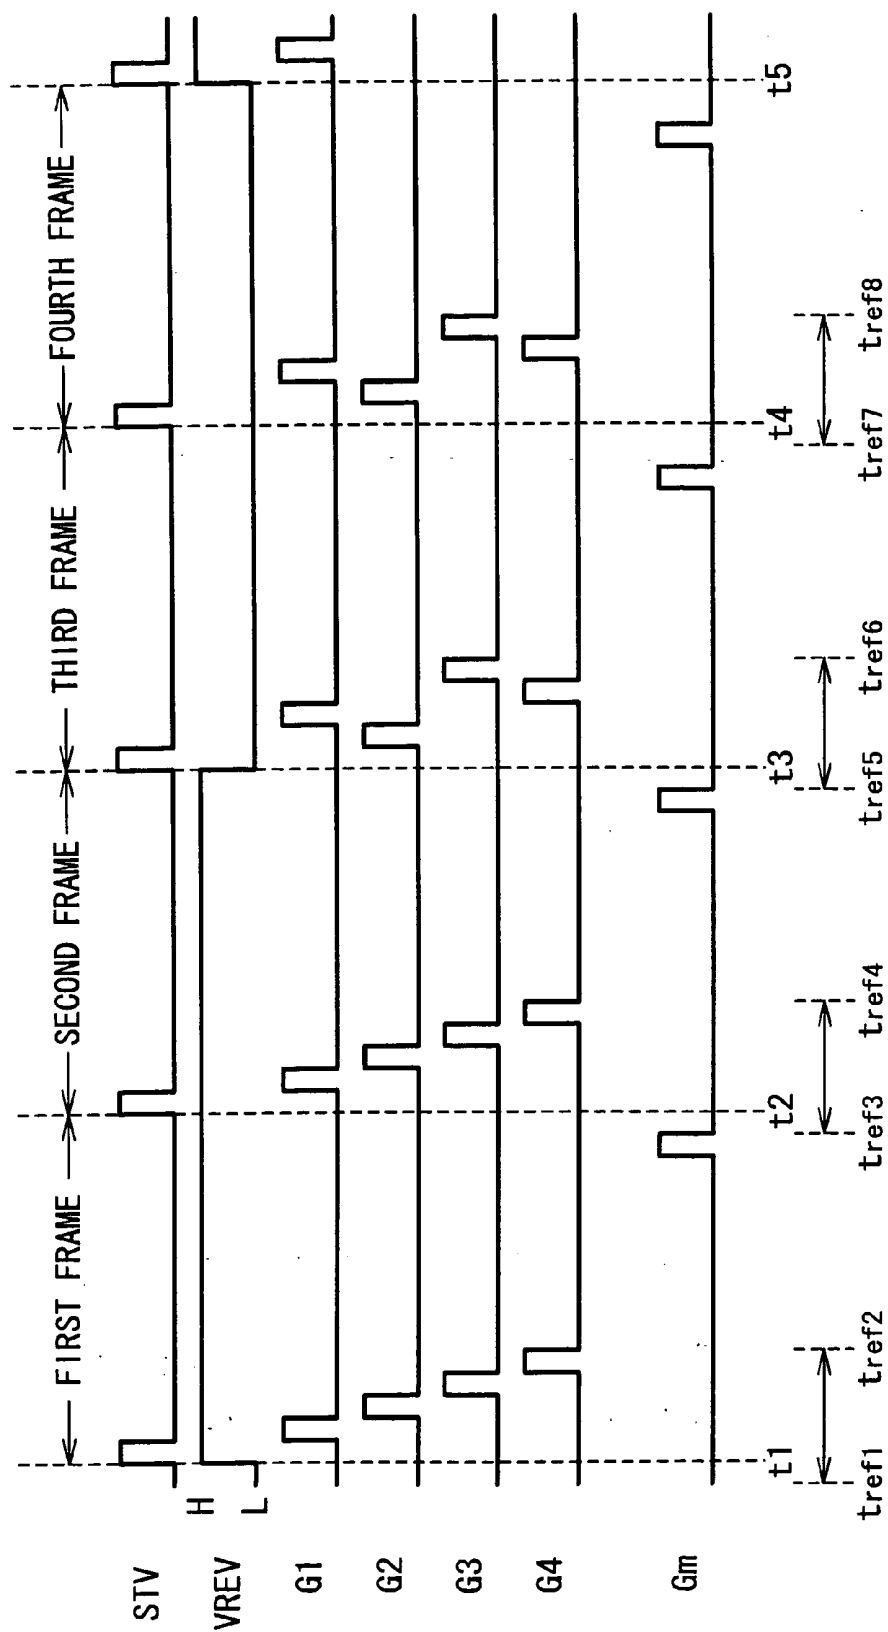 FIRST FRAME SECOND FRAME THIRD FRAME FOURTH FRAME
STV
H
VREV
L
G1
G2
G3
G4
Gm
t1 t2 t3 t4 t5
tref1 tref2 tref3 tref4 tref5 tref6 tref7 tref8